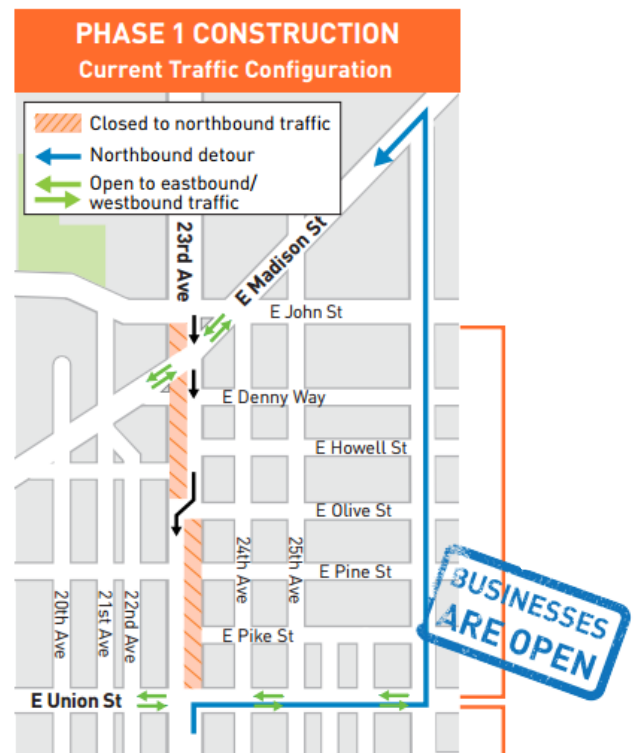 PHASE 1 CONSTRUCTION
Current Traffic Configuration
Closed to northbound traffic
Northbound detour
Open to eastbound/
westbound traffic
23rd Ave
E Madison St
E John St
E Denny Way
E Howell St
E Olive St
24th Ave
25th Ave
E Pine St
20th Ave
21st Ave
22nd Ave
E Pike St
BUSINESSES
ARE OPEN
E Union St